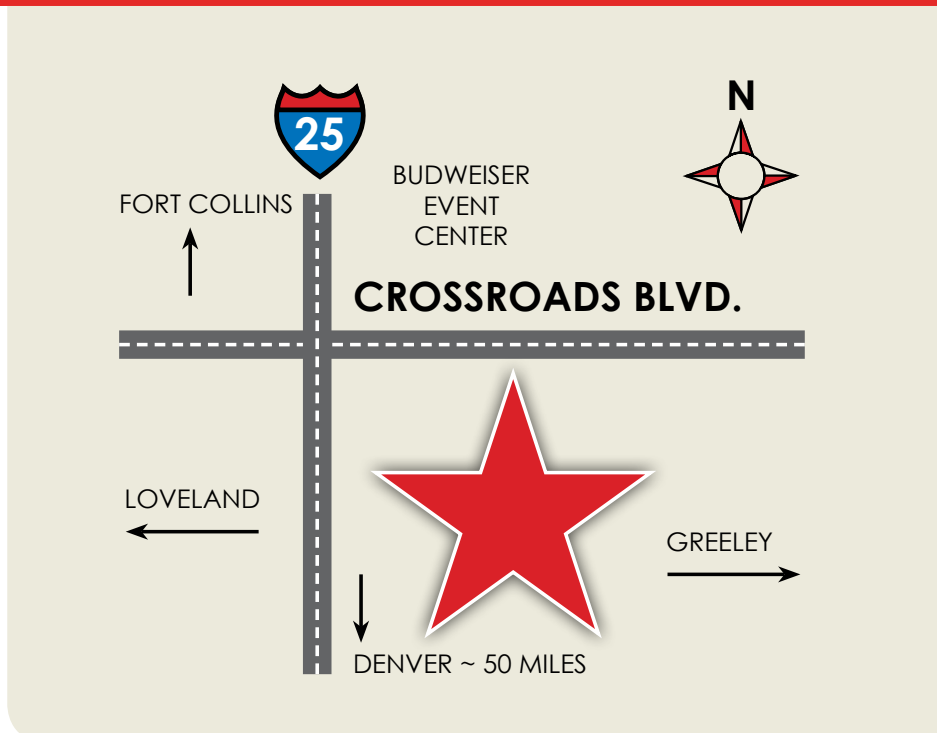 N
25
BUDWEISER
EVENT
CENTER
FORT COLLINS
CROSSROADS BLVD.
LOVELAND
GREELEY
DENVER ~ 50 MILES